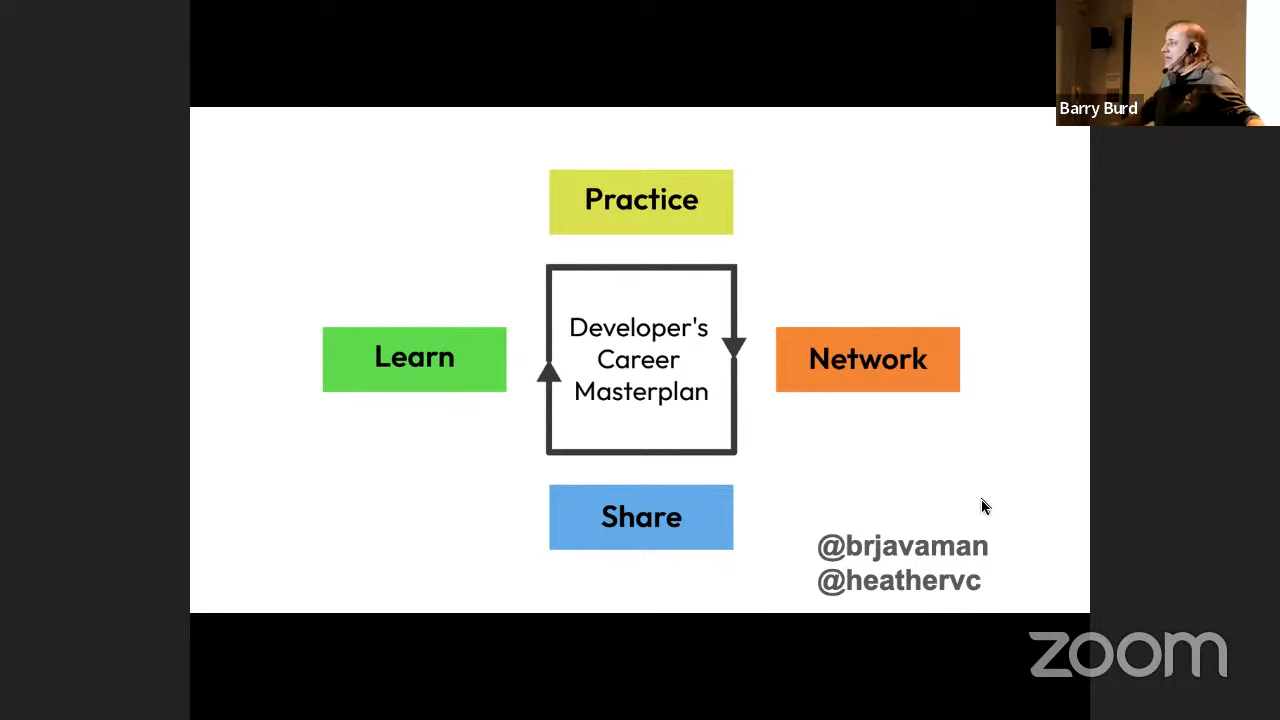 Barry Burd
Practice
Learn
Developer's
Career
Masterplan
Network
Share
@brjavaman
@heathervc
zoom